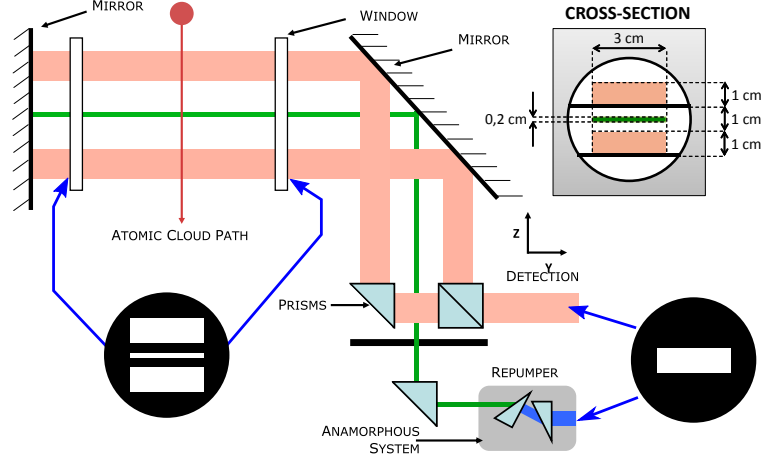 MIRROR
WINDOW
MIRROR
CROSS-SECTION
3 cm
0,2 cm
1 cm
1 cm
1 cm
ATOMIC CLOUD PATH
Z
Y
DETECTION
PRISMS
REPUMPER
ANAMORPHOUS
SYSTEM